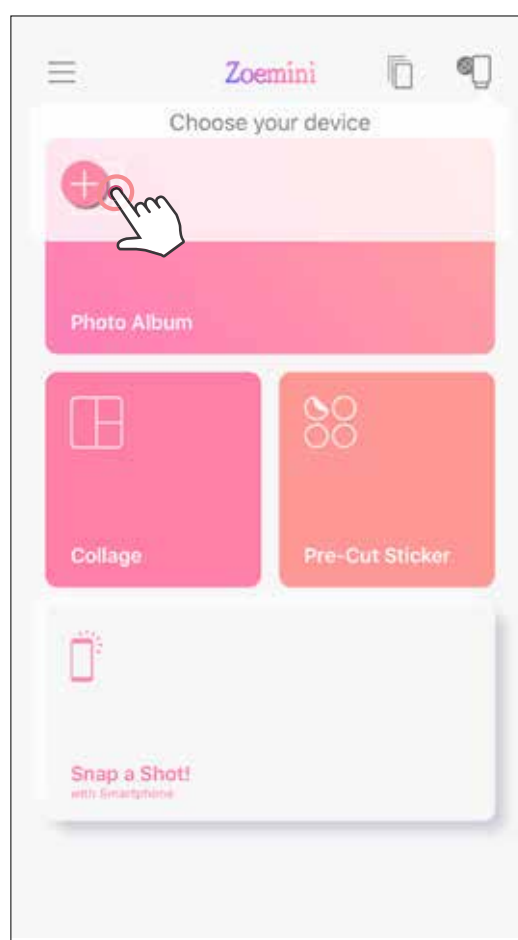 Zoemini
Choose your device
Photo Album
Collage
Pre-Cut Sticker
Snap a Shot!
with Smartphone